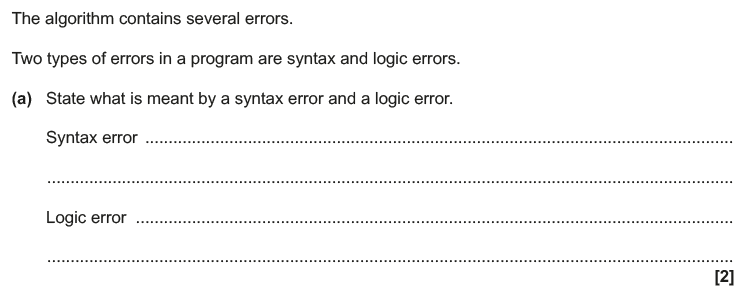 The algorithm contains several errors.
Two types of errors in a program are syntax and logic errors.
(a) State what is meant by a syntax error and a logic error.
Syntax error ................................................................................................................................
....................................................................................................................................................
Logic error ..................................................................................................................................
....................................................................................................................................................
[2]